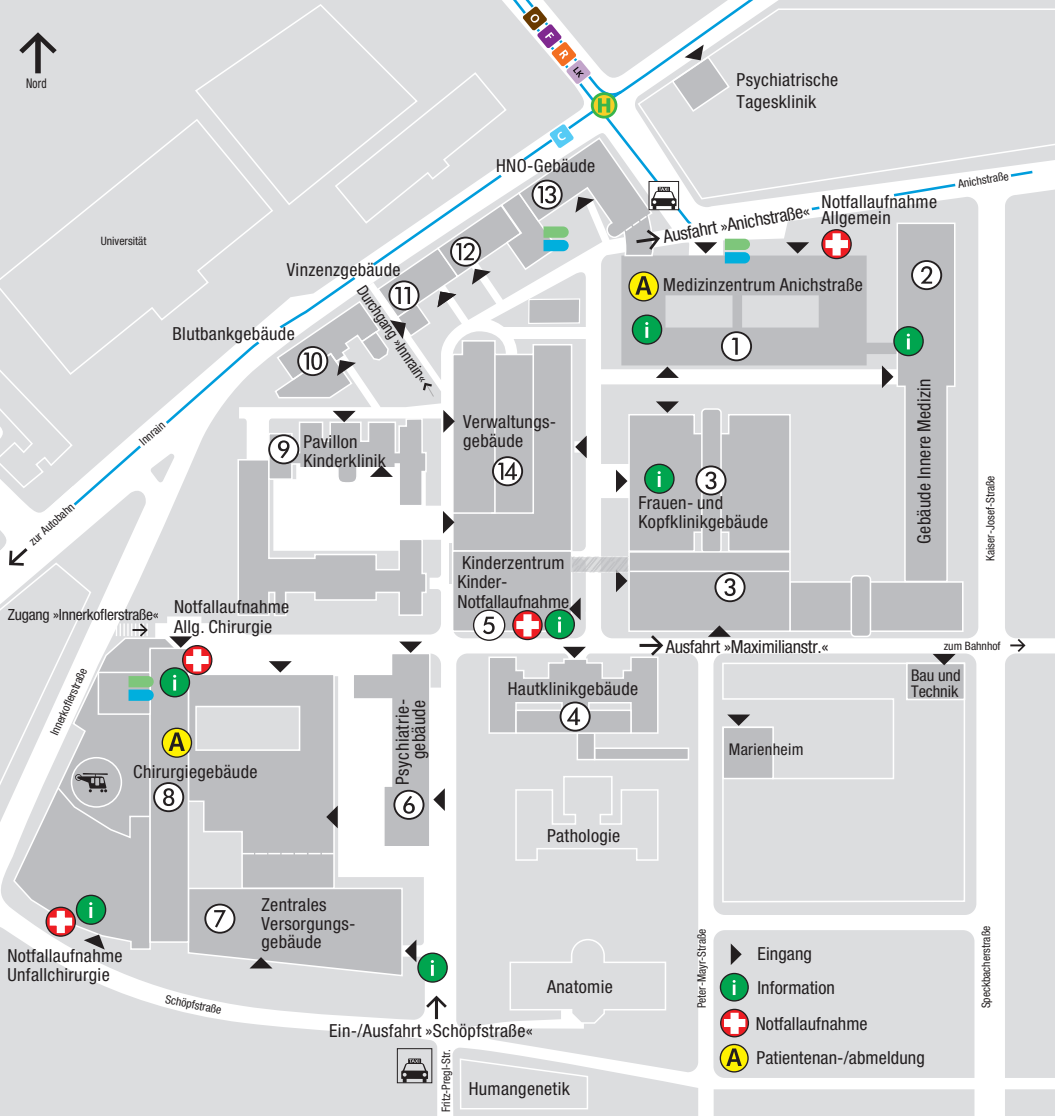 Nord
O
F
R
LK
H
C
Psychiatrische
Tagesklinik
HNO-Gebäude
13
TAXI
Anichstraße
Ausfahrt »Anichstraße«
Notfallaufnahme
Allgemein
Universität
Vinzenzgebäude
12
11
Durchgang »Innrain«
A
Medizinzentrum Anichstraße
i
1
2
i
Blutbankgebäude
10
Innrain
zur Autobahn
9
Pavillon
Kinderklinik
Verwaltungs-
gebäude
14
i
3
Frauen- und
Kopfklinikgebäude
Gebäude Innere Medizin
Kaiser-Josef-Straße
Kinderzentrum
Kinder-
Notfallaufnahme
5
i
3
Zugang »Innerkoflerstraße«
Notfallaufnahme
Allg. Chirurgie
Ausfahrt »Maximilianstr.«
zum Bahnhof
Innerkoflerstraße
i
A
Chirurgiegebäude
8
Psychiatrie-
gebäude
6
Hautklinikgebäude
4
Bau und
Technik
Marienheim
Pathologie
7
Zentrales
Versorgungs-
gebäude
i
Notfallaufnahme
Unfallchirurgie
Schöpfstraße
i
Ein-/Ausfahrt »Schöpfstraße«
TAXI
Fritz-Pregl-Str.
Anatomie
Humangenetik
Peter-Mayr-Straße
Speckbacherstraße
Eingang
i Information
Notfallaufnahme
A Patientenan-/abmeldung